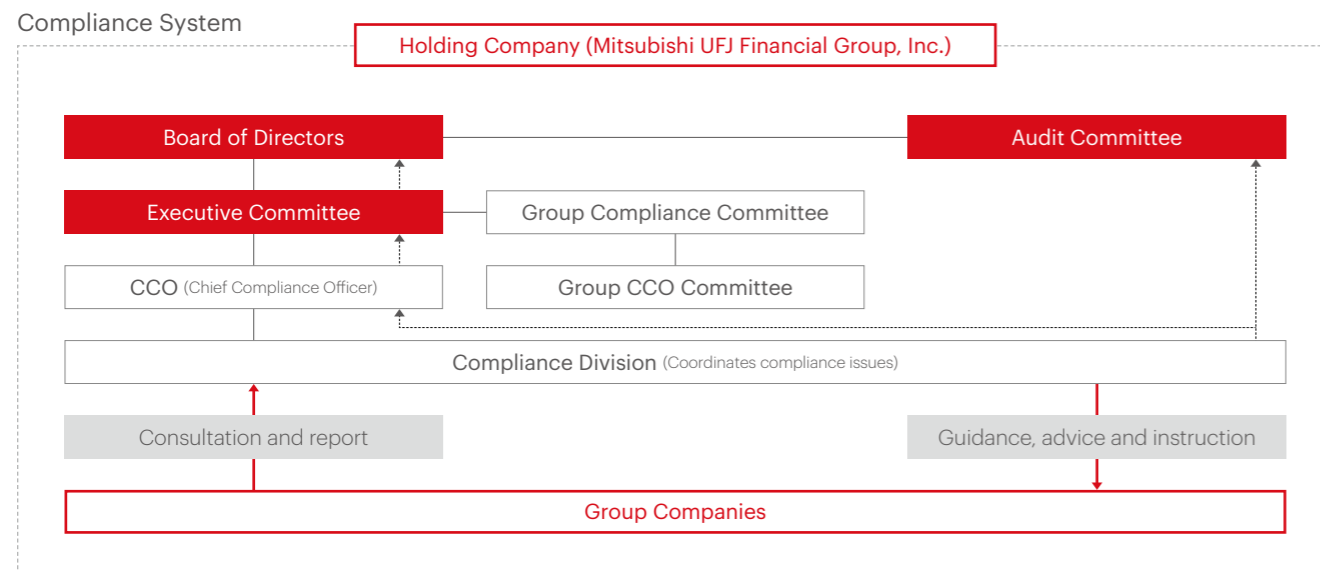 Compliance System
Holding Company (Mitsubishi UFJ Financial Group, Inc.)
Board of Directors
Audit Committee
Executive Committee
Group Compliance Committee
CCO (Chief Compliance Officer)
Group CCO Committee
Compliance Division (Coordinates compliance issues)
Consultation and report
Guidance, advice and instruction
Group Companies